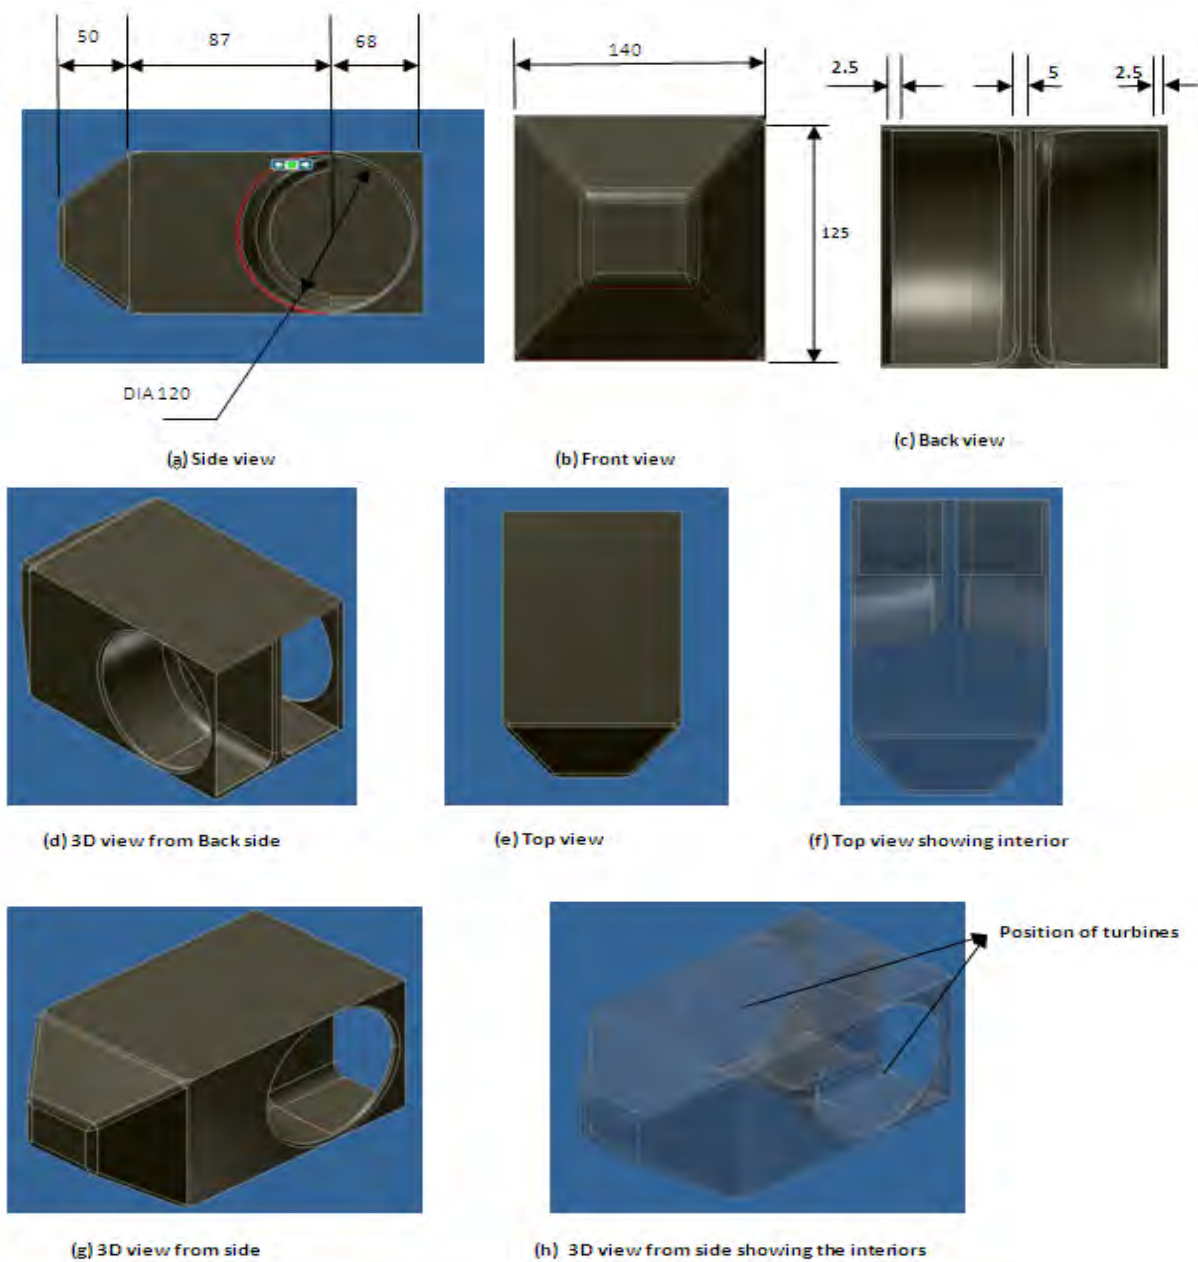 50
87
68
DIA 120
(a) Side view
140
125
(b) Front view
2.5
5
2.5
(c) Back view
(d) 3D view from Back side
(e) Top view
(f) Top view showing interior
Position of turbines
(g) 3D view from side
(h) 3D view from side showing the interiors